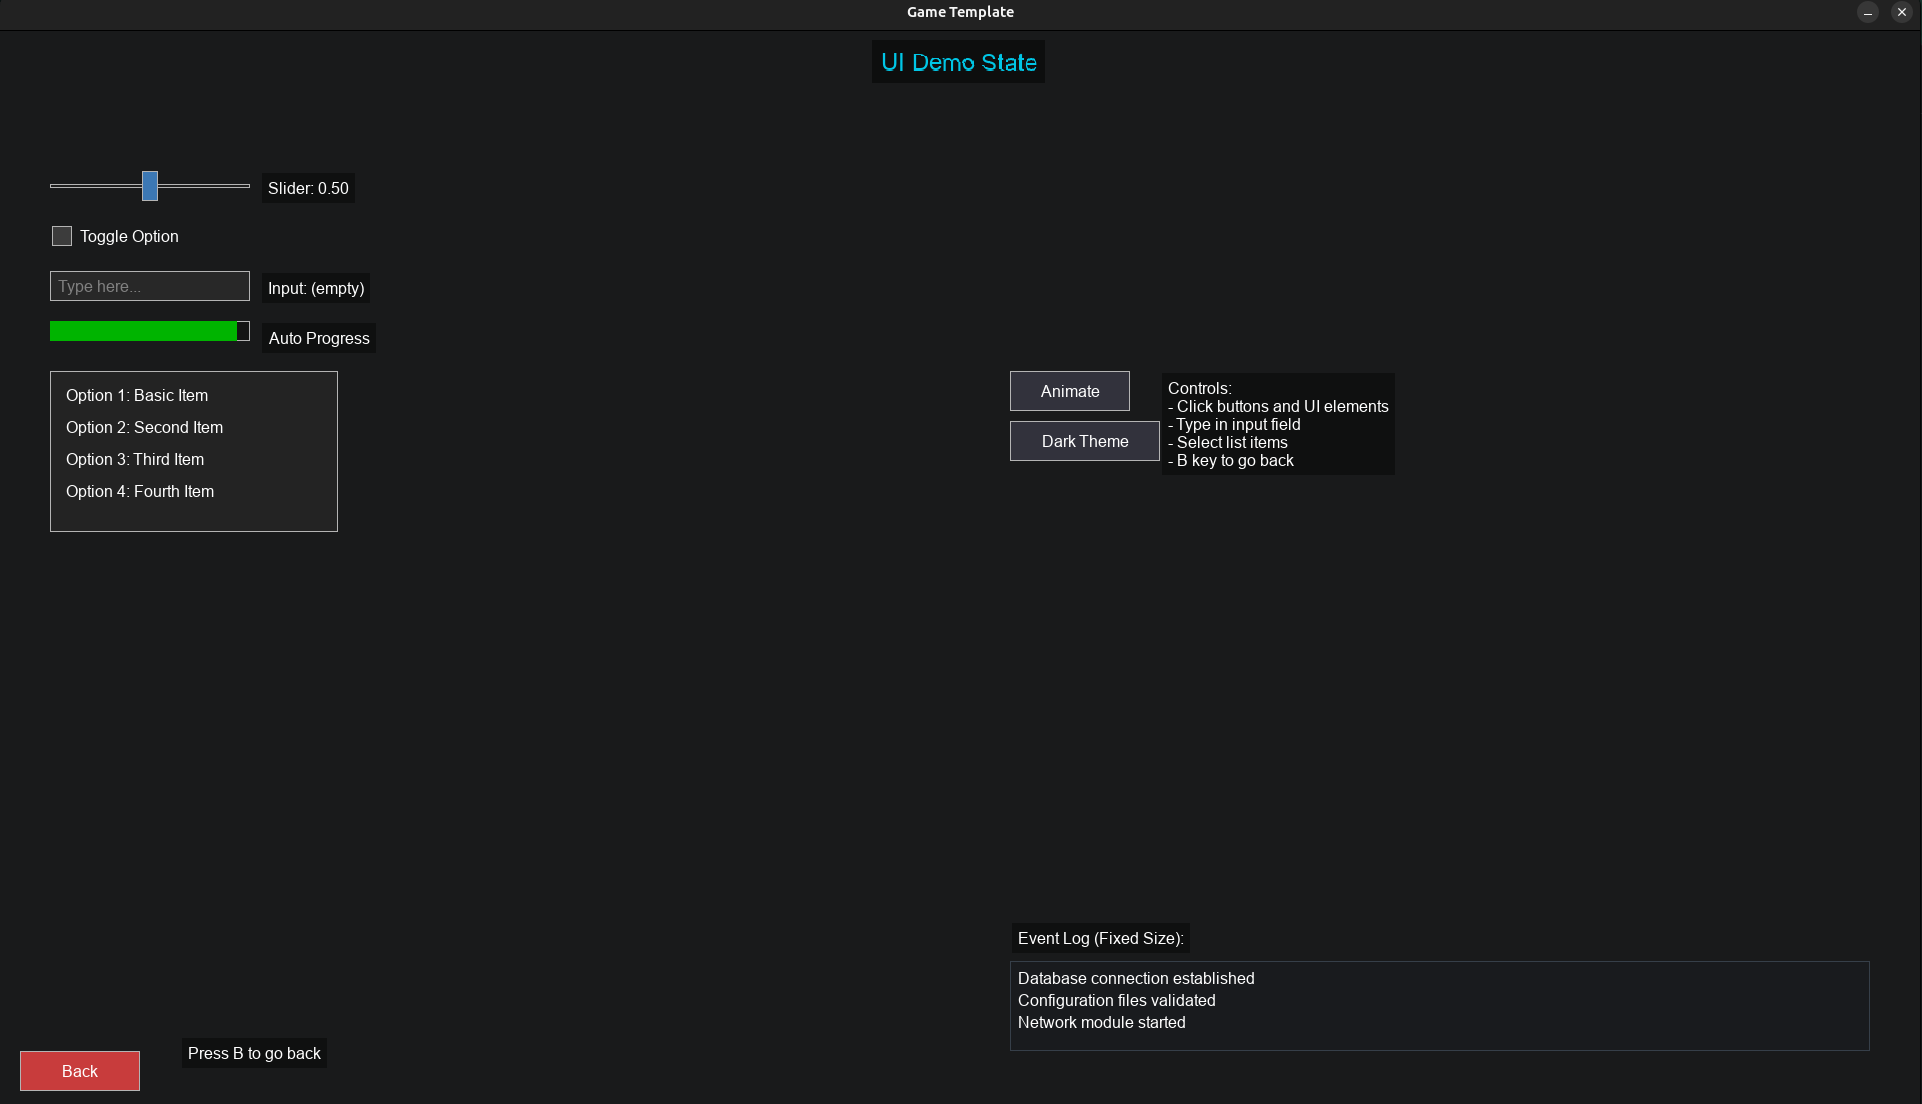 Game Template
UI Demo State
Slider: 0.50
Toggle Option
Type here...
Input: (empty)
Auto Progress
Option 1: Basic Item
Option 2: Second Item
Option 3: Third Item
Option 4: Fourth Item
Animate
Dark Theme
Controls:
- Click buttons and UI elements
- Type in input field
- Select list items
- B key to go back
Event Log (Fixed Size):
Database connection established
Configuration files validated
Network module started
Press B to go back
Back